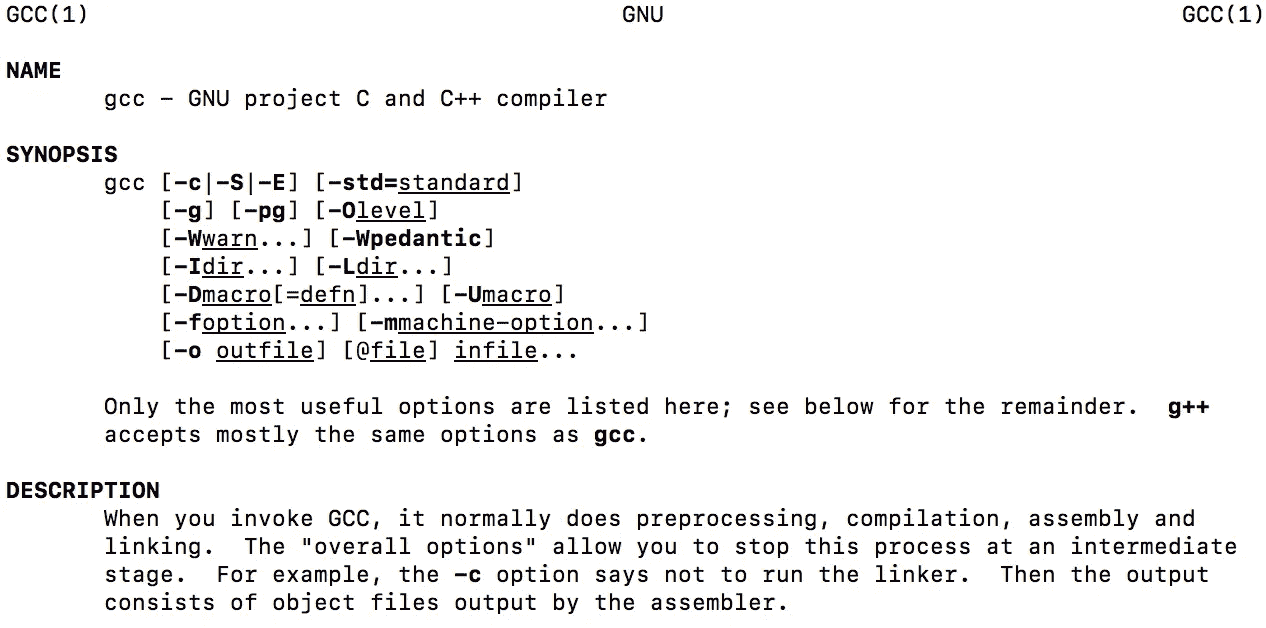 GCC(1) GNU GCC(1)
NAME
gcc – GNU project C and C++ compiler
SYNOPSIS
gcc [–c|–S|–E] [–std=standard]
[–g] [–pg] [–Olevel]
[–Wwarn...] [–Wpedantic]
[–Idir...] [–Ldir...]
[–Dmacro[=defn]...] [–Umacro]
[–foption...] [–mmachine–option...]
[–o outfile] [@file] infile...
Only the most useful options are listed here; see below for the remainder.  g++
accepts mostly the same options as gcc.
DESCRIPTION
When you invoke GCC, it normally does preprocessing, compilation, assembly and
linking.  The "overall options" allow you to stop this process at an intermediate
stage.  For example, the –c option says not to run the linker.  Then the output
consists of object files output by the assembler.